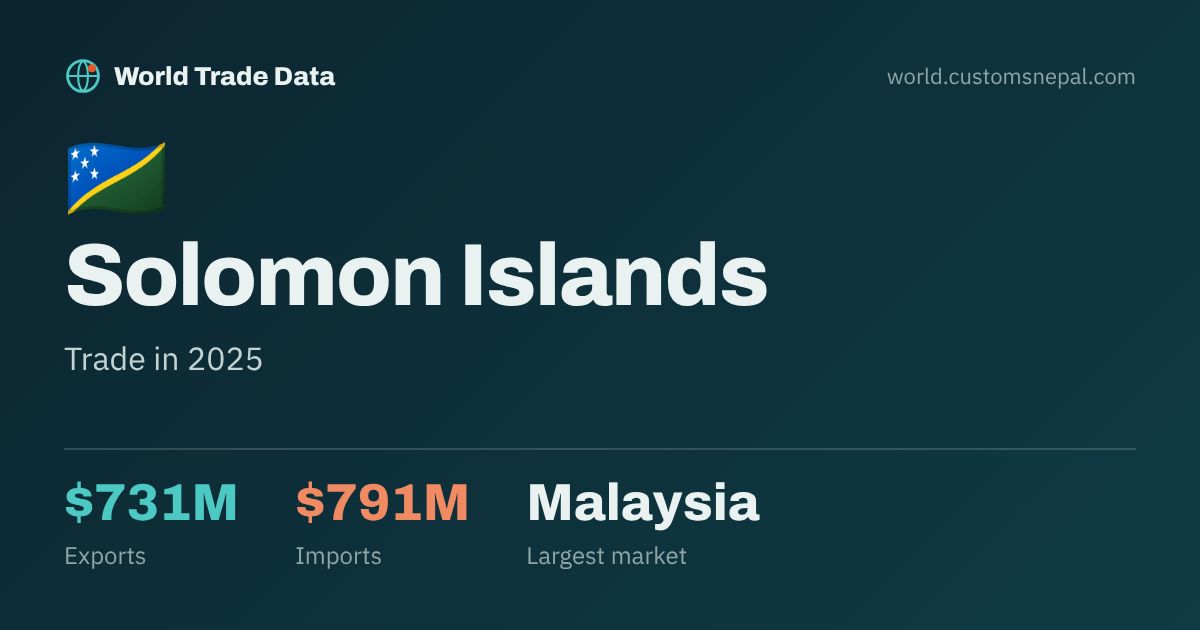 World Trade Data
world.customsnepal.com
Solomon Islands
Trade in 2025
$731M
Exports
$791M
Imports
Malaysia
Largest market